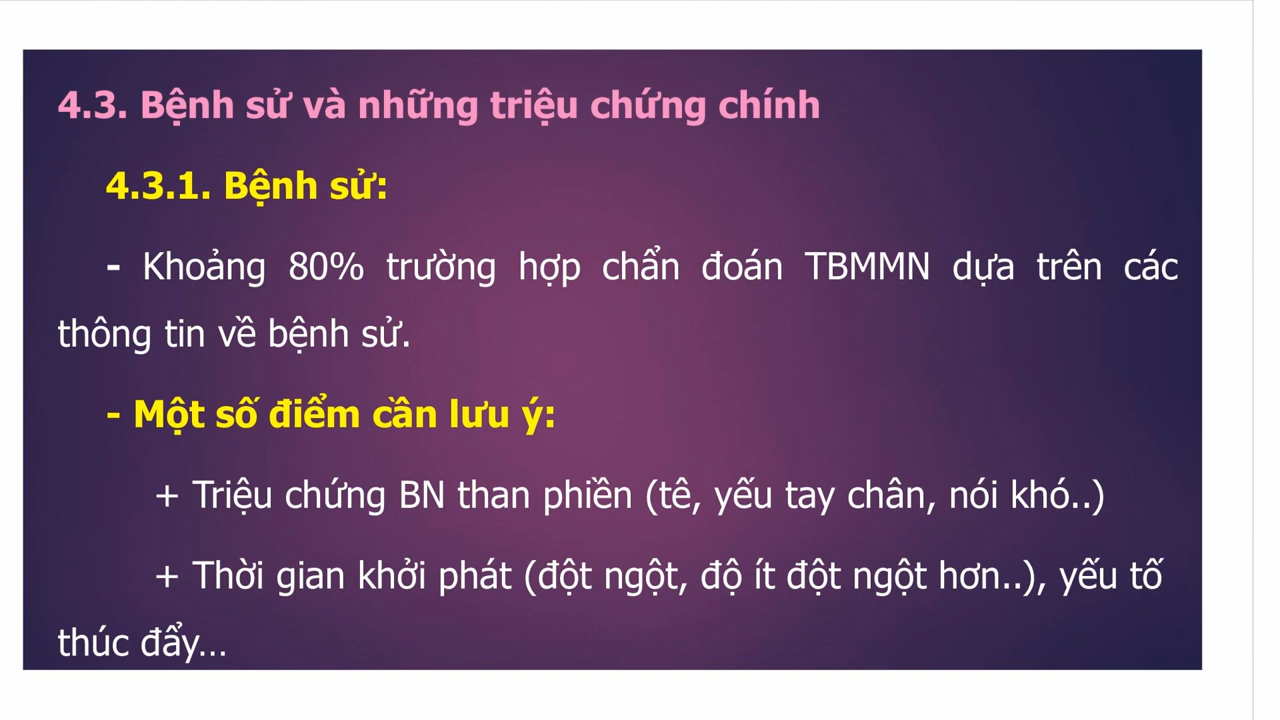 4.3. Bệnh sử và những triệu chứng chính
4.3.1. Bệnh sử:
- Khoảng 80% trường hợp chẩn đoán TBMMN dựa trên các
thông tin về bệnh sử.
- Một số điểm cần lưu ý:
+ Triệu chứng BN than phiền (tê, yếu tay chân, nói khó..)
+ Thời gian khởi phát (đột ngột, độ ít đột ngột hơn..), yếu tố
thúc đẩy…